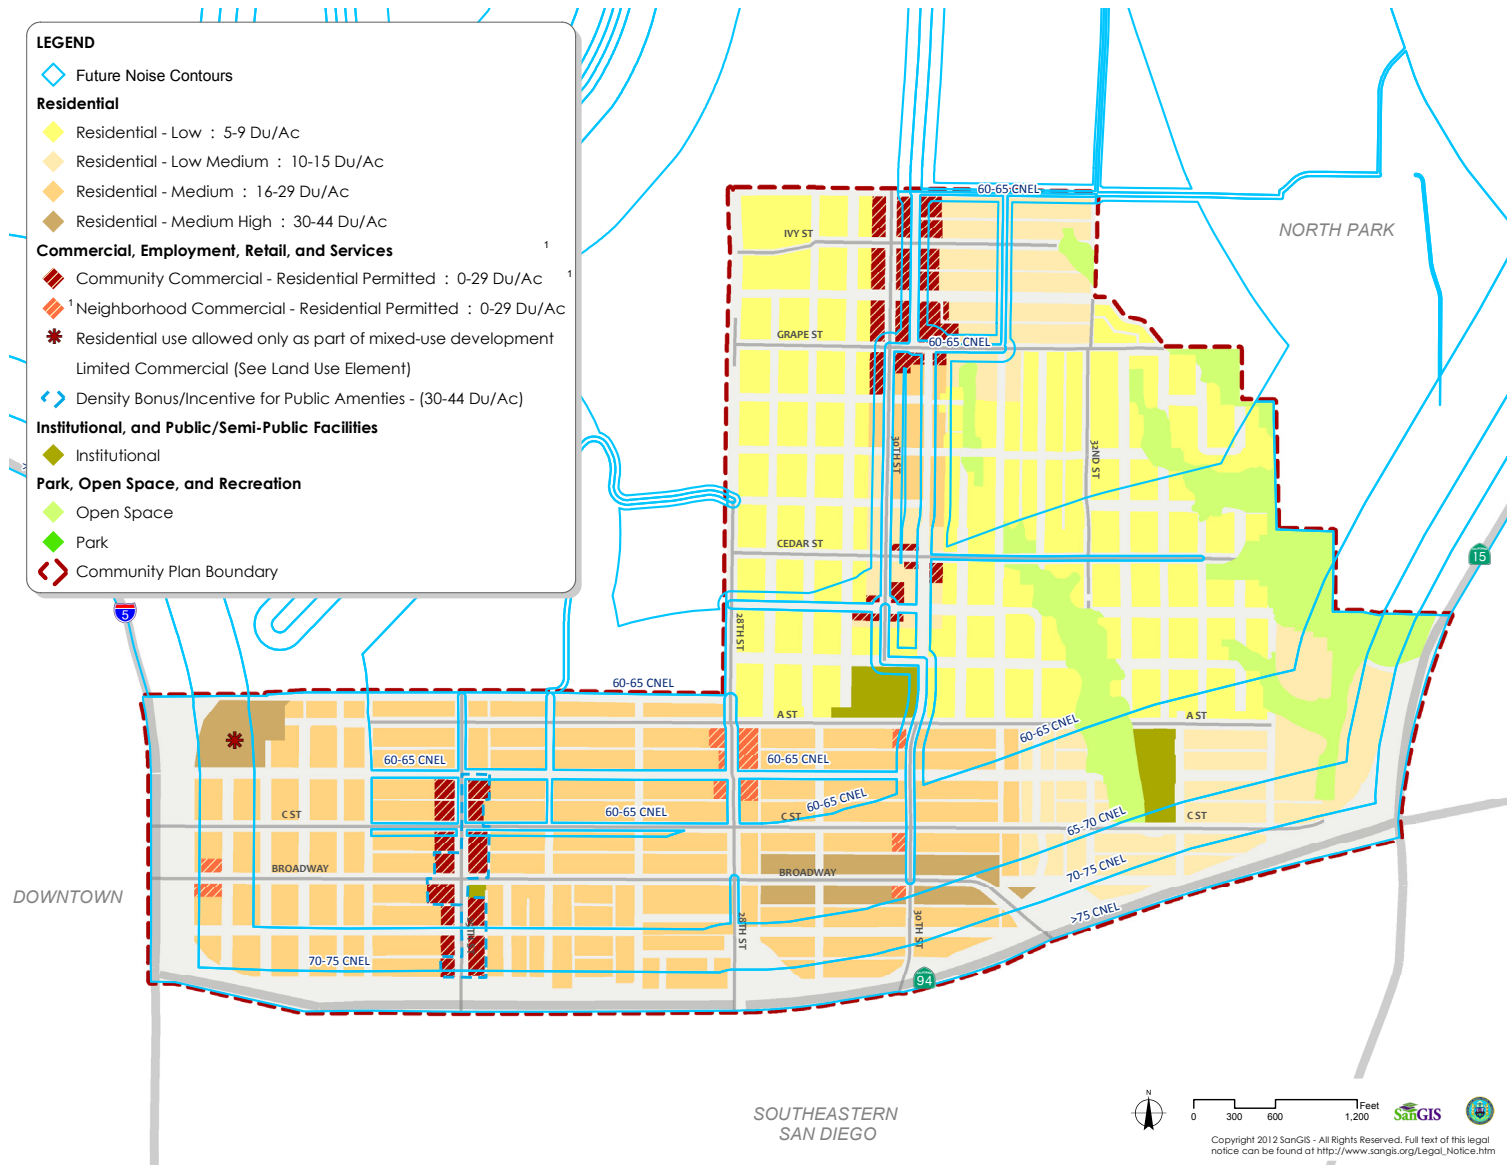 LEGEND
Future Noise Contours
Residential
Residential - Low : 5-9 Du/Ac
Residential - Low Medium : 10-15 Du/Ac
Residential - Medium : 16-29 Du/Ac
Residential - Medium High : 30-44 Du/Ac
Commercial, Employment, Retail, and Services 1
Community Commercial - Residential Permitted : 0-29 Du/Ac 1
1 Neighborhood Commercial - Residential Permitted : 0-29 Du/Ac
Residential use allowed only as part of mixed-use development
Limited Commercial (See Land Use Element)
Density Bonus/Incentive for Public Amenties - (30-44 Du/Ac)
Institutional, and Public/Semi-Public Facilities
Institutional
Park, Open Space, and Recreation
Open Space
Park
Community Plan Boundary
60-65 CNEL
NORTH PARK
IVY ST
GRAPE ST
60-65 CNEL
30TH ST
32ND ST
CEDAR ST
15
5
28TH ST
60-65 CNEL
A ST
60-65 CNEL
A ST
60-65 CNEL
60-65 CNEL
60-65 CNEL
60-65 CNEL
C ST
C ST
65-70 CNEL
C ST
BROADWAY
BROADWAY
70-75 CNEL
DOWNTOWN
>75 CNEL
28TH ST
30TH ST
70-75 CNEL
94
SOUTHEASTERN
SAN DIEGO
N
0 300 600 1,200 Feet
SanGIS
Copyright 2012 SanGIS - All Rights Reserved. Full text of this legal
notice can be found at http://www.sangis.org/Legal_Notice.htm